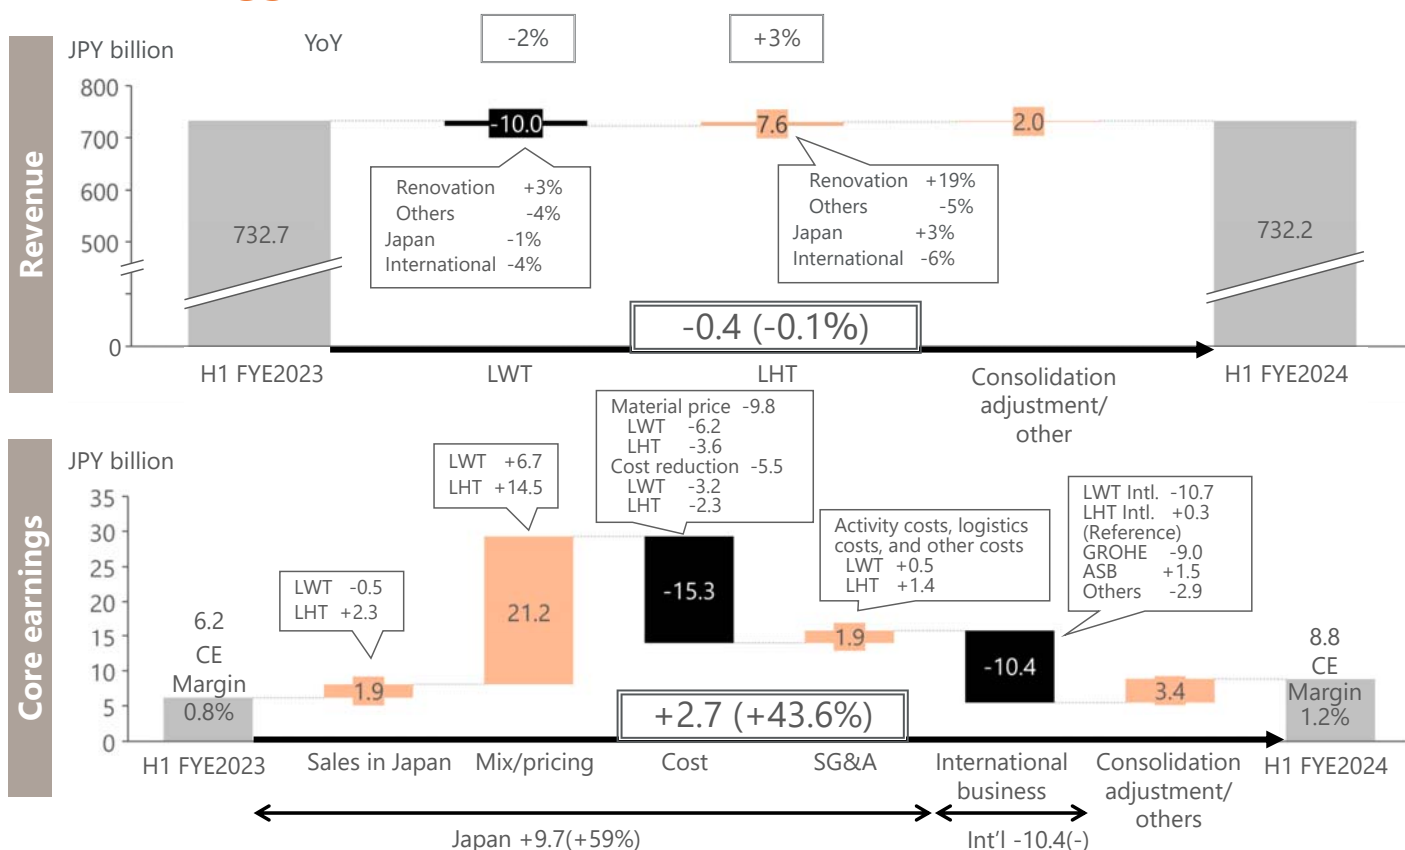 Revenue
JPY billion
YoY
-2%
+3%
800
700
600
500
0
732.7
-10.0
7.6
2.0
732.2
Renovation +3%
Others -4%
Japan -1%
International -4%
Renovation +19%
Others -5%
Japan +3%
International -6%
-0.4 (-0.1%)
H1 FYE2023
LWT
LHT
Consolidation
adjustment/
other
H1 FYE2024
Core earnings
JPY billion
35
30
25
20
15
10
5
0
6.2
CE
Margin
0.8%
LWT -0.5
LHT +2.3
1.9
LWT +6.7
LHT +14.5
21.2
Material price -9.8
LWT -6.2
LHT -3.6
Cost reduction -5.5
LWT -3.2
LHT -2.3
-15.3
Activity costs, logistics
costs, and other costs
LWT +0.5
LHT +1.4
1.9
LWT Intl. -10.7
LHT Intl. +0.3
(Reference)
GROHE -9.0
ASB +1.5
Others -2.9
-10.4
3.4
8.8
CE
Margin
1.2%
+2.7 (+43.6%)
H1 FYE2023
Sales in Japan
Mix/pricing
Cost
SG&A
International
business
Consolidation
adjustment/
others
H1 FYE2024
Japan +9.7(+59%)
Int'l -10.4(-)